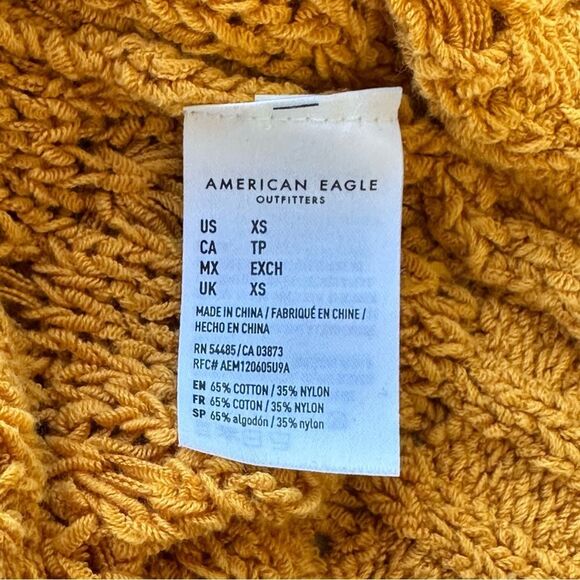 AMERICAN EAGLE
OUTFITTERS
US XS
CA TP
MX EXCH
UK XS
MADE IN CHINA / FABRIQUÉ EN CHINE /
HECHO EN CHINA
RN 54485/CA 03873
RFC# AEM120605U9A
EN 65% COTTON / 35% NYLON
FR 65% COTON / 35% NYLON
SP 65% algodón / 35% nylon